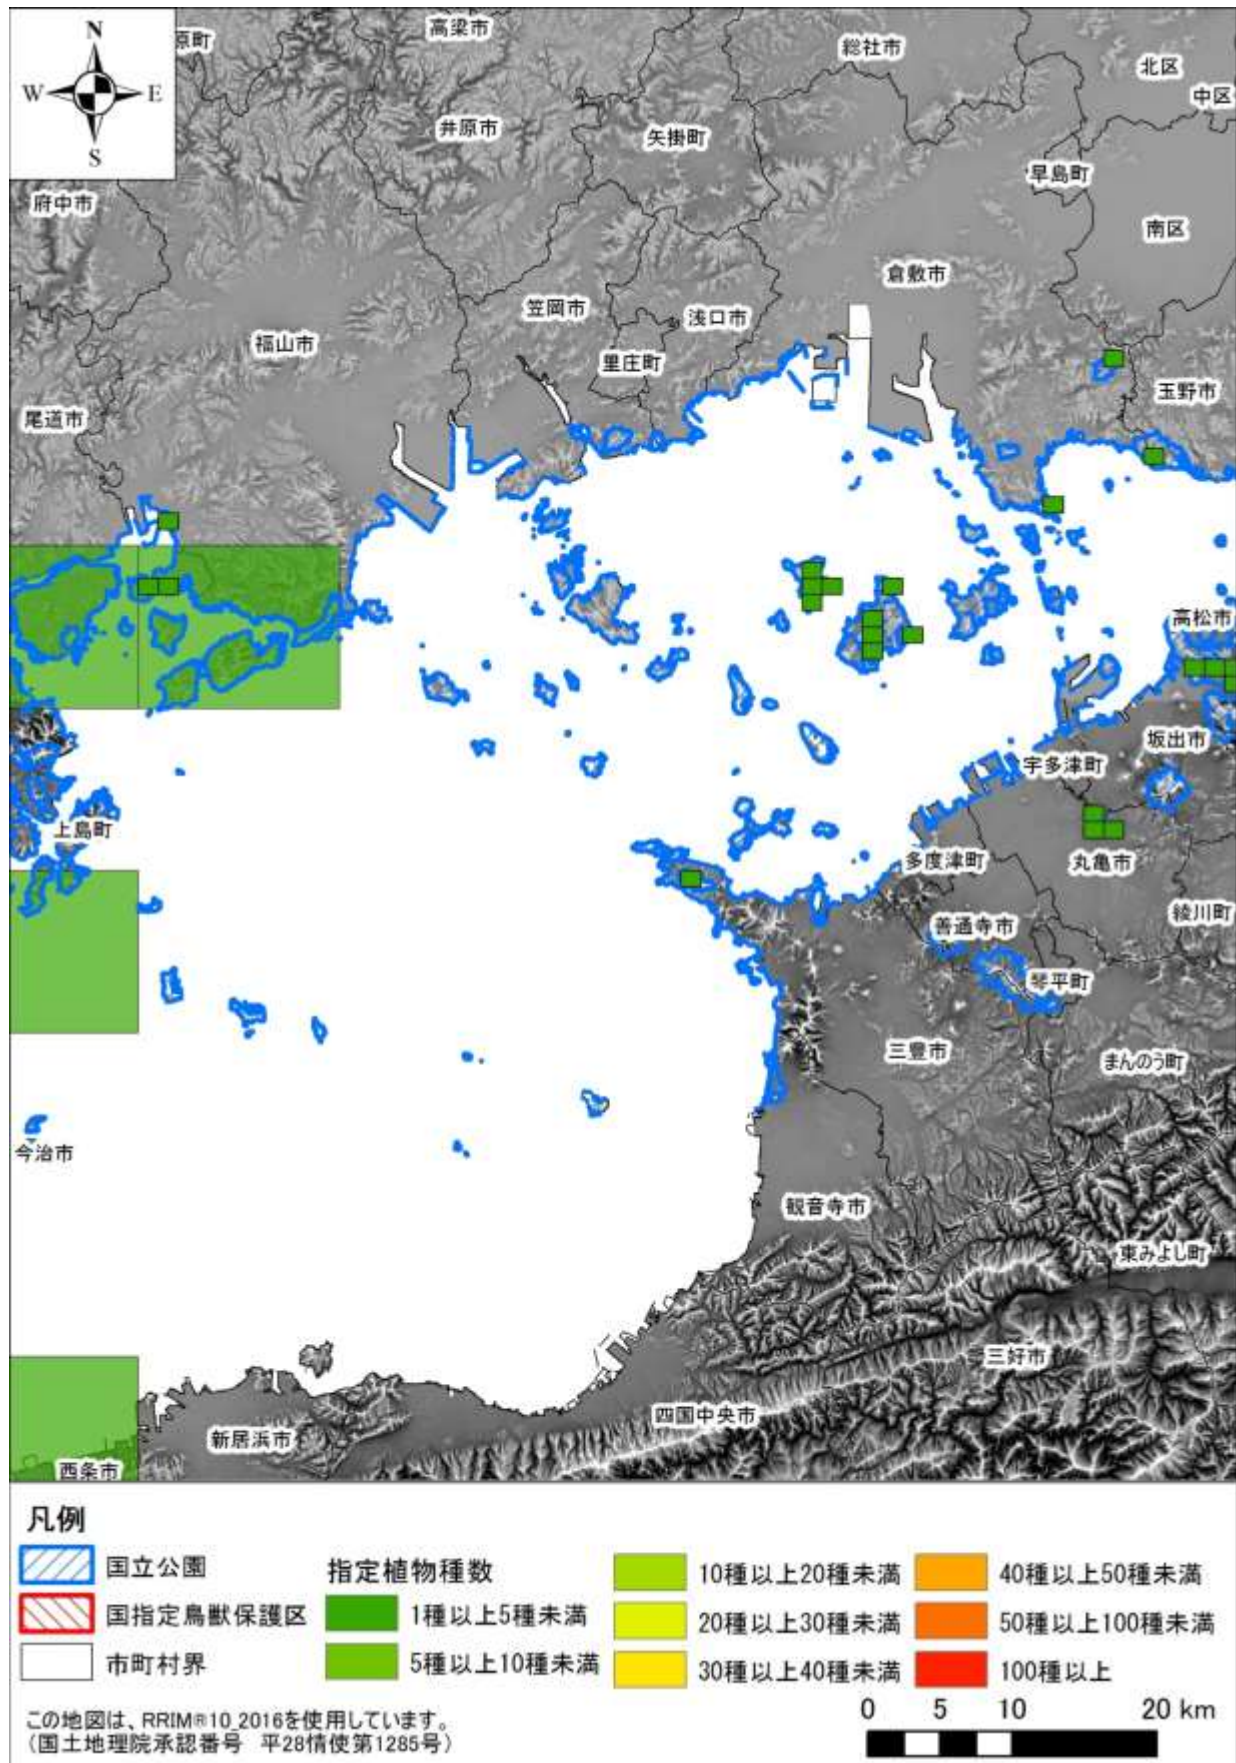 N
W
E
S
原町
高梁市
総社市
北区
中区
井原市
矢掛町
早島町
府中市
南区
倉敷市
笠岡市
浅口市
福山市
里庄町
玉野市
尾道市
高松市
坂出市
宇多津町
上島町
多度津町
丸亀市
綾川町
善通寺市
琴平町
三豊市
まんのう町
今治市
観音寺市
東みよし町
三好市
四国中央市
新居浜市
西条市
凡例
国立公園
国指定鳥獣保護区
市町村界
指定植物種数
1種以上5種未満
5種以上10種未満
10種以上20種未満
20種以上30種未満
30種以上40種未満
40種以上50種未満
50種以上100種未満
100種以上
0 5 10 20 km
この地図は、RRIM®10_2016を使用しています。
（国土地理院承認番号 平28情使第1285号）